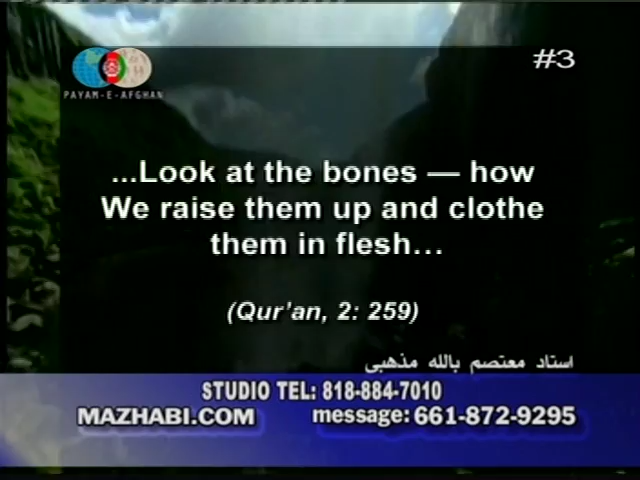 #3
PAYAM-E-AFGHAN
...Look at the bones — how
We raise them up and clothe
them in flesh...
(Qur'an, 2: 259)
استاد معتصم بالله مذهبی
STUDIO TEL: 818-884-7010
MAZHABI.COM message: 661-872-9295